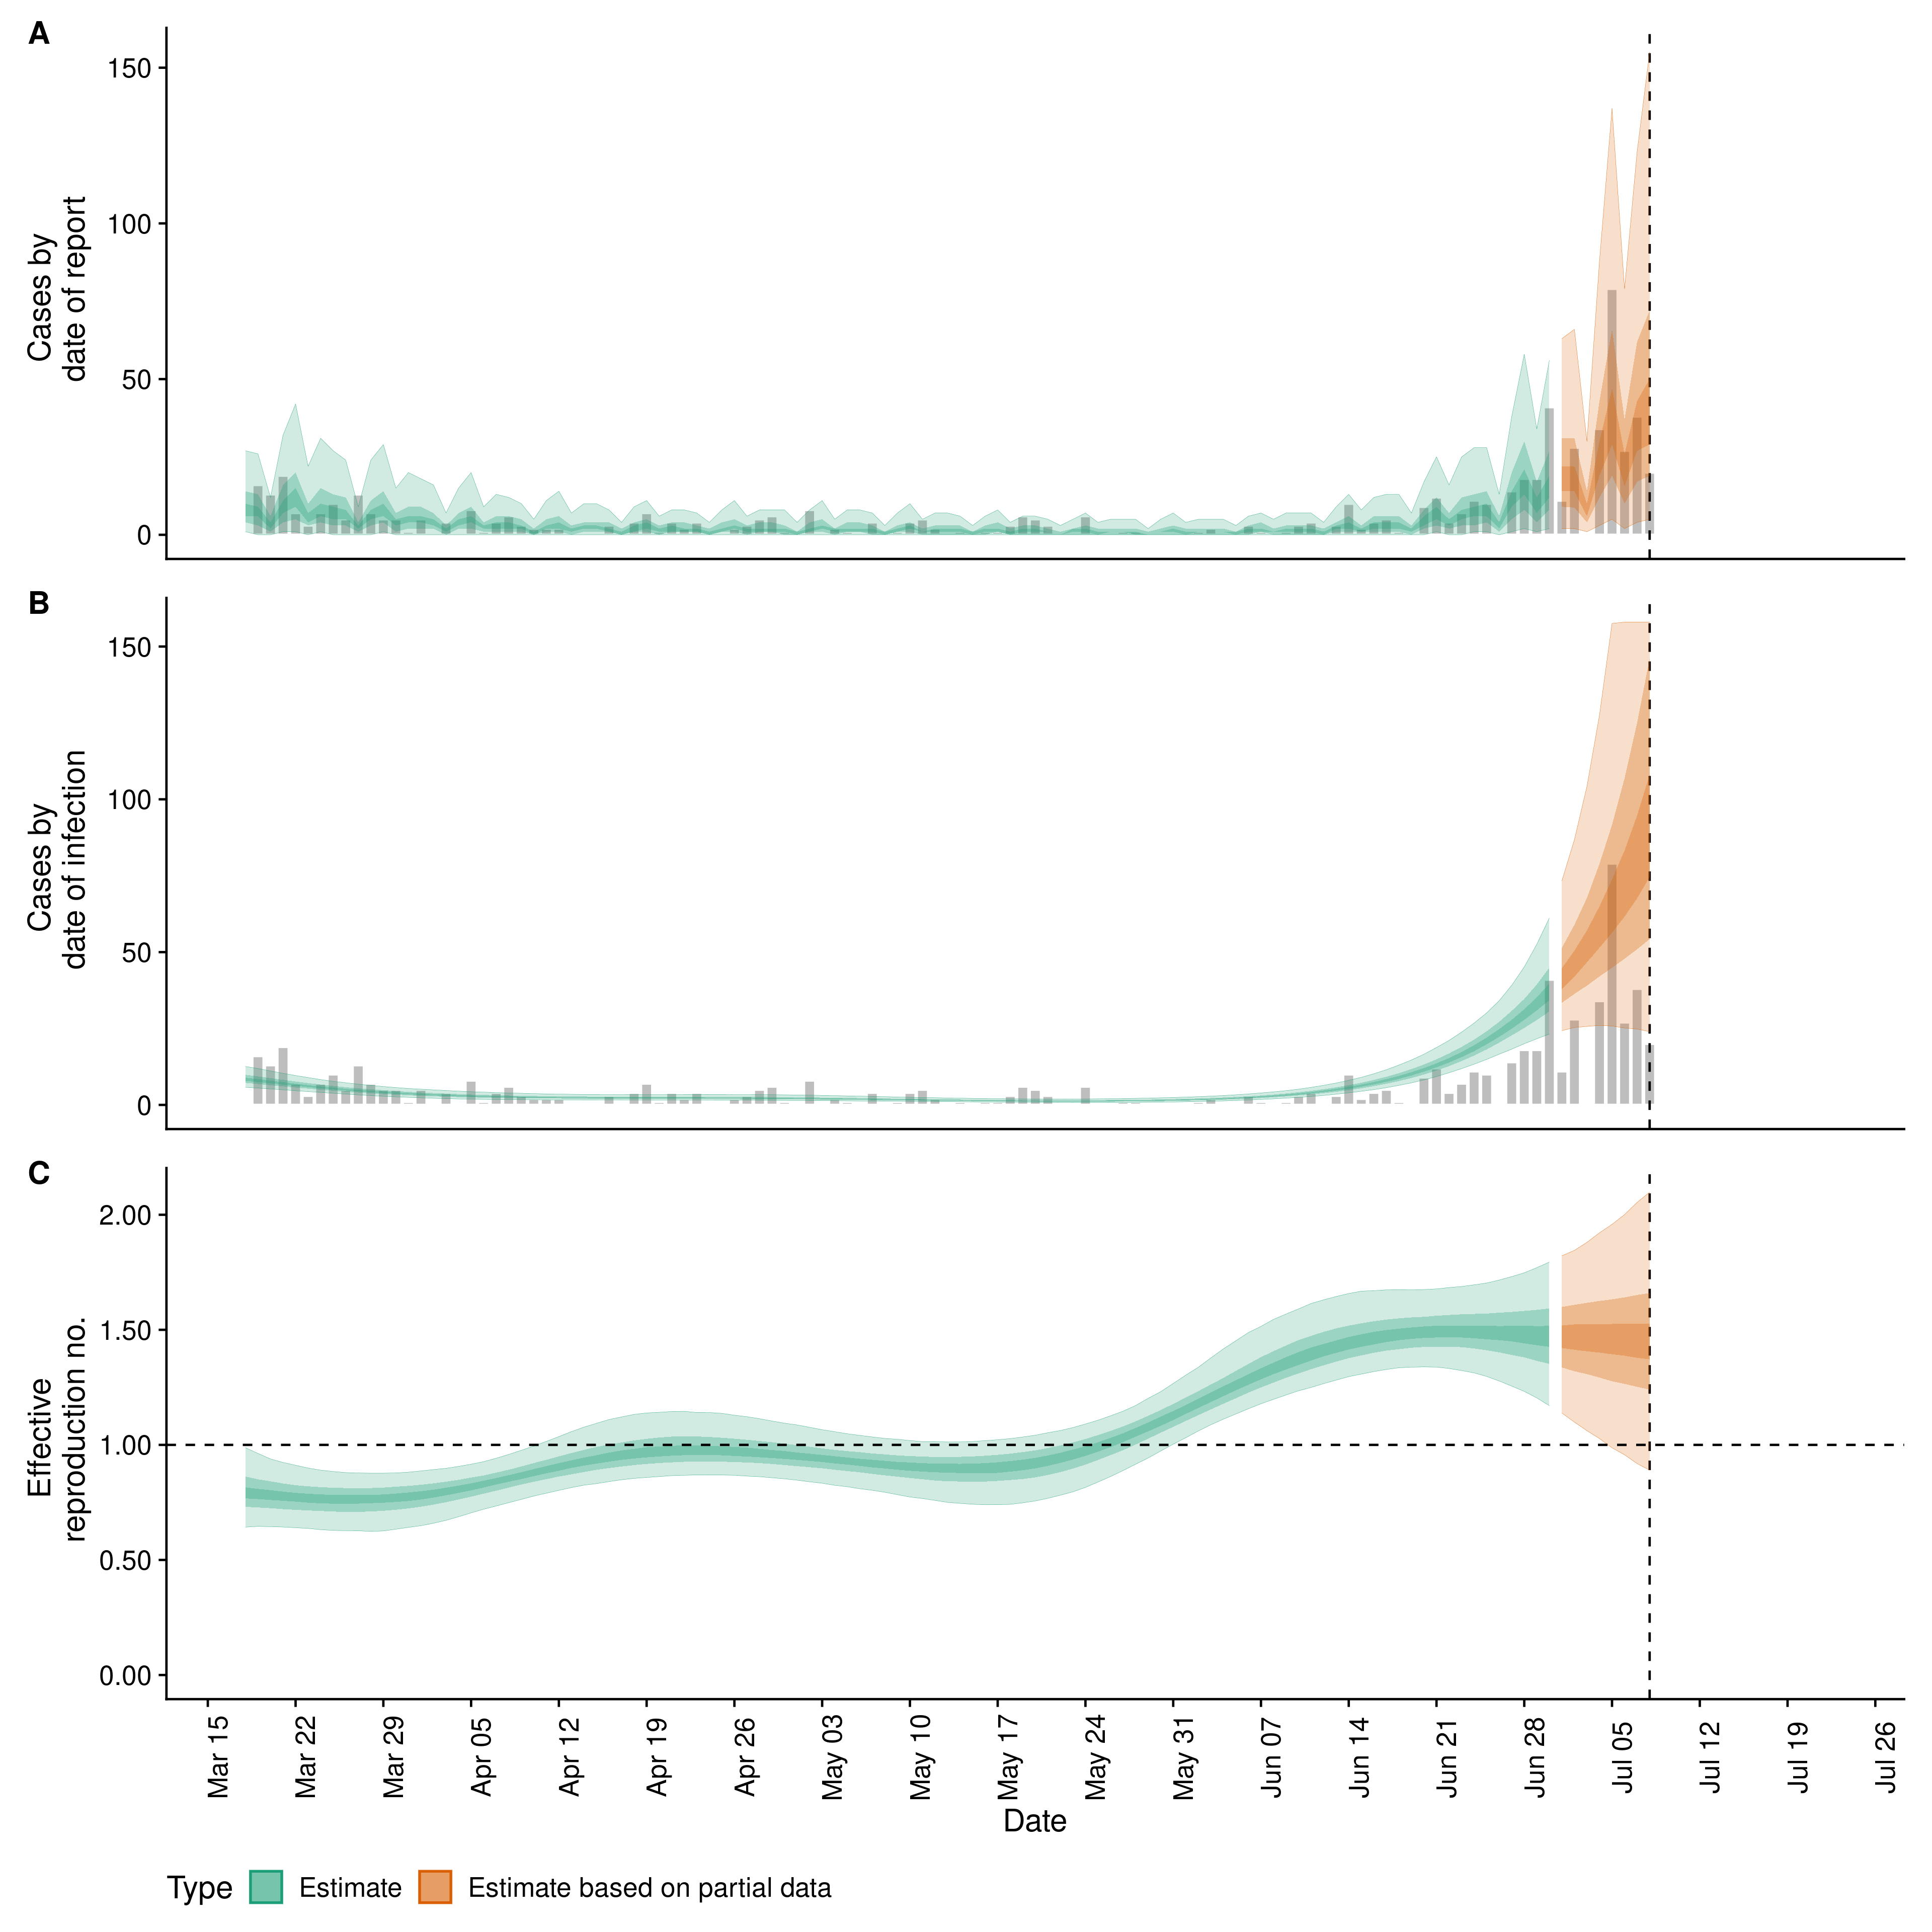 A
Cases by
date of report
150
100
50
0
B
Cases by
date of infection
150
100
50
0
C
Effective
reproduction no.
2.00
1.50
1.00
0.50
0.00
Mar 15
Mar 22
Mar 29
Apr 05
Apr 12
Apr 19
Apr 26
May 03
May 10
May 17
May 24
May 31
Jun 07
Jun 14
Jun 21
Jun 28
Jul 05
Jul 12
Jul 19
Jul 26
Date
Type Estimate Estimate based on partial data